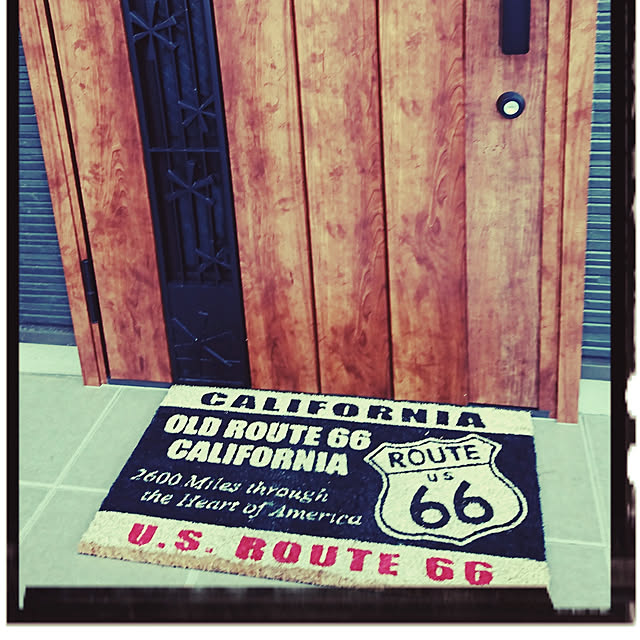 CALIFORNIA
OLD ROUTE 66
CALIFORNIA
2600 Miles through
the Heart of America
ROUTE
US
66
U.S. ROUTE 66